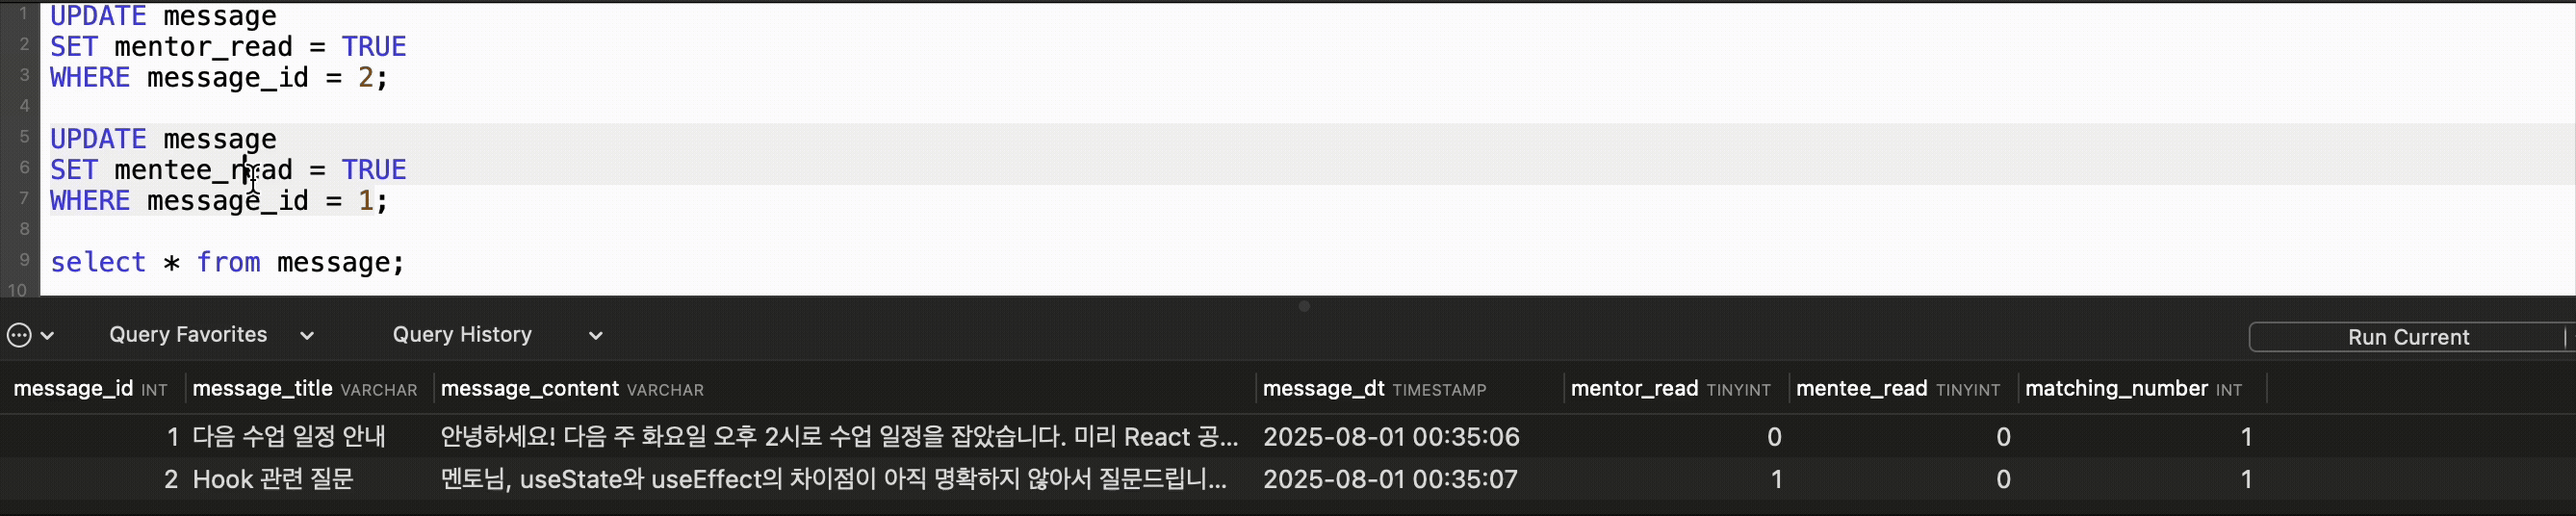 1 UPDATE message
2 SET mentor_read = TRUE
3 WHERE message_id = 2;
4
5 UPDATE message
6 SET mentee_read = TRUE
7 WHERE message_id = 1;
8
9 select * from message;
10
Query Favorites Query History Run Current
message_id INT message_title VARCHAR message_content VARCHAR message_dt TIMESTAMP mentor_read TINYINT mentee_read TINYINT matching_number INT
1 다음 수업 일정 안내 안녕하세요! 다음 주 화요일 오후 2시로 수업 일정을 잡았습니다. 미리 React 공... 2025-08-01 00:35:06 0 0 1
2 Hook 관련 질문 멘토님, useState와 useEffect의 차이점이 아직 명확하지 않아서 질문드립니... 2025-08-01 00:35:07 1 0 1